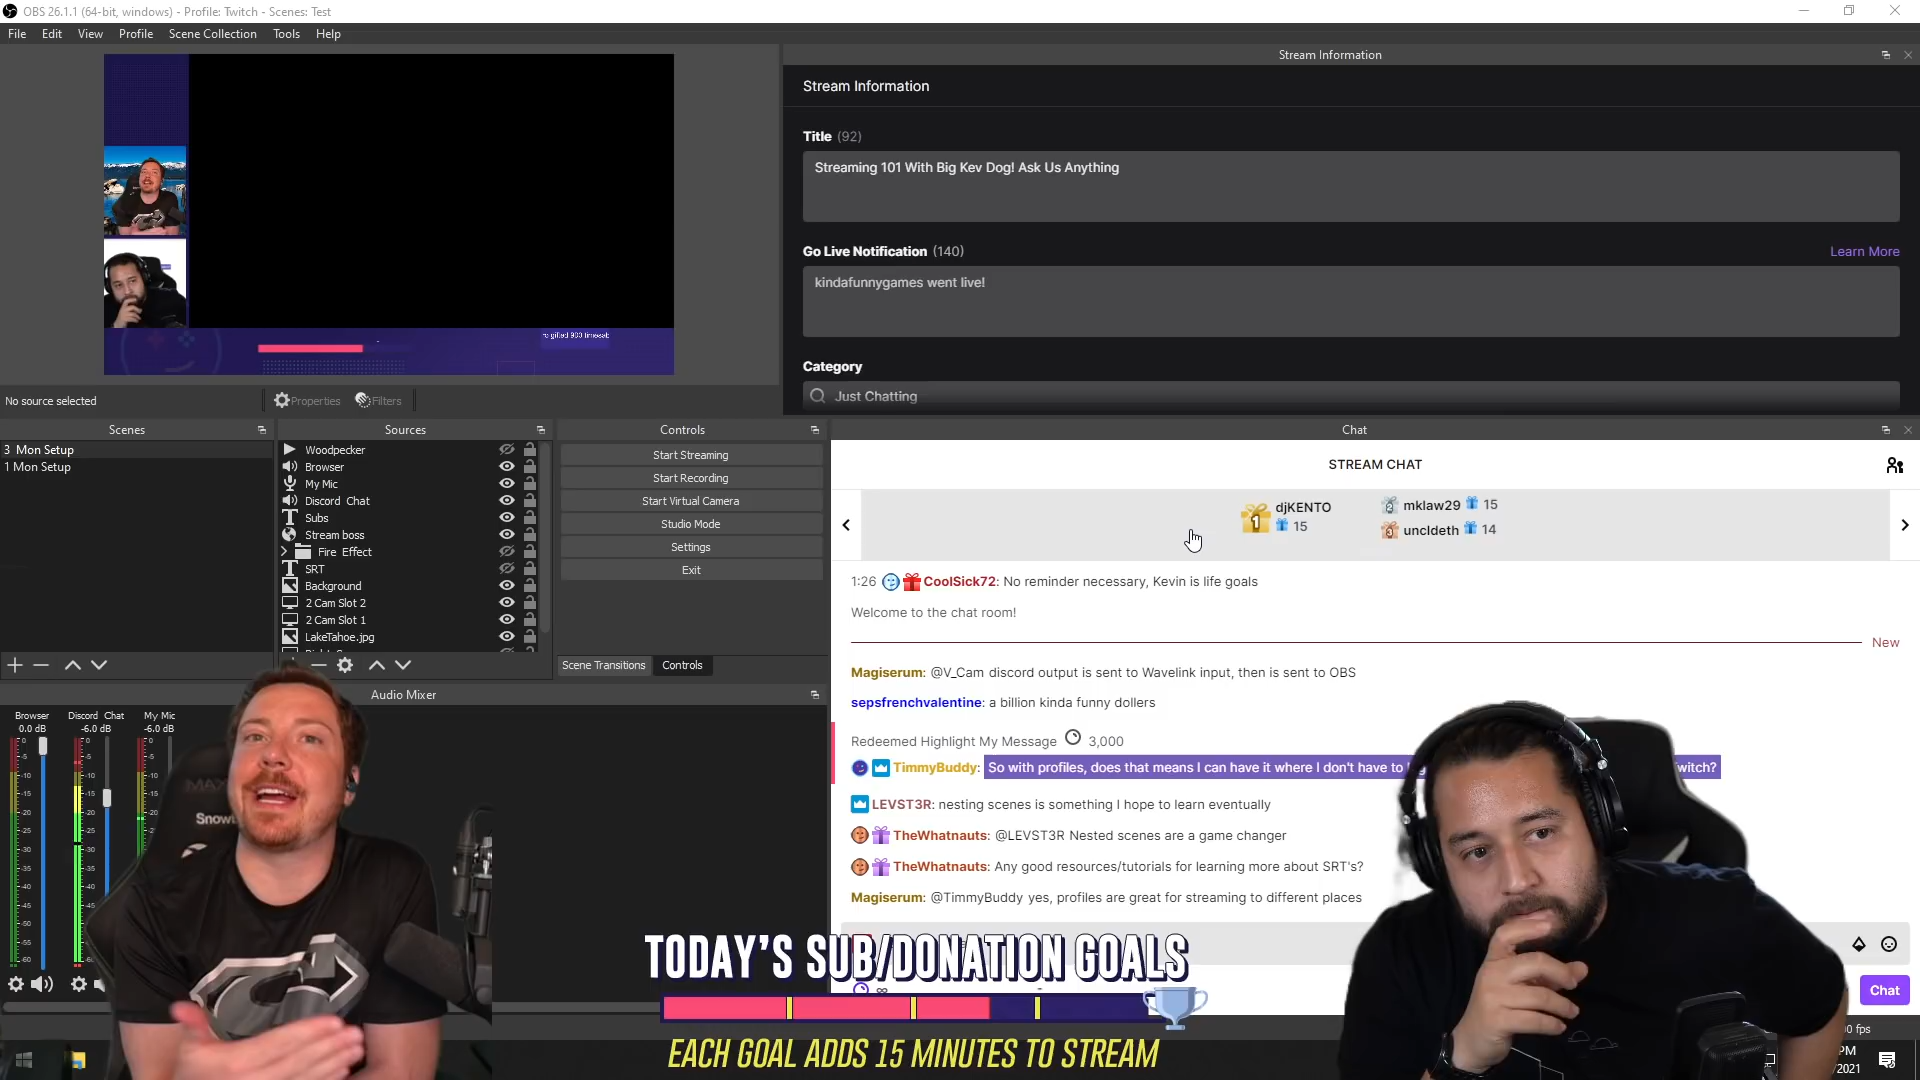 OBS 26.1.1 (64-bit, windows) - Profile: Twitch - Scenes: Test
File Edit View Profile Scene Collection Tools Help
Stream Information
Stream Information
Title (92)
Streaming 101 With Big Kev Dog! Ask Us Anything
Go Live Notification (140) Learn More
kindafunnygames went live!
Category
Just Chatting
No source selected Properties Filters
Scenes
3 Mon Setup
1 Mon Setup
Sources
Woodpecker
Browser
My Mic
Discord Chat
Subs
Stream boss
Fire Effect
SRT
Background
2 Cam Slot 2
2 Cam Slot 1
LakeTahoe.jpg
Controls
Start Streaming
Start Recording
Start Virtual Camera
Studio Mode
Settings
Exit
Scene Transitions Controls
Chat
STREAM CHAT
1 djKENTO 15
2 mklaw29 15
3 uncldeth 14
1:26 CoolSick72: No reminder necessary, Kevin is life goals
Welcome to the chat room!
New
Magiserum: @V_Cam discord output is sent to Wavelink input, then is sent to OBS
sepsfrenchvalentine: a billion kinda funny dollers
Redeemed Highlight My Message 3,000
TimmyBuddy: So with profiles, does that means I can have it where I don't have to witch?
LEVST3R: nesting scenes is something I hope to learn eventually
TheWhatnauts: @LEVST3R Nested scenes are a game changer
TheWhatnauts: Any good resources/tutorials for learning more about SRT's?
Magiserum: @TimmyBuddy yes, profiles are great for streaming to different places
Chat
Audio Mixer
Browser Discord Chat My Mic
0.0 dB -6.0 dB -6.0 dB
TODAY'S SUB/DONATION GOALS
EACH GOAL ADDS 15 MINUTES TO STREAM
fps
PM
/2021